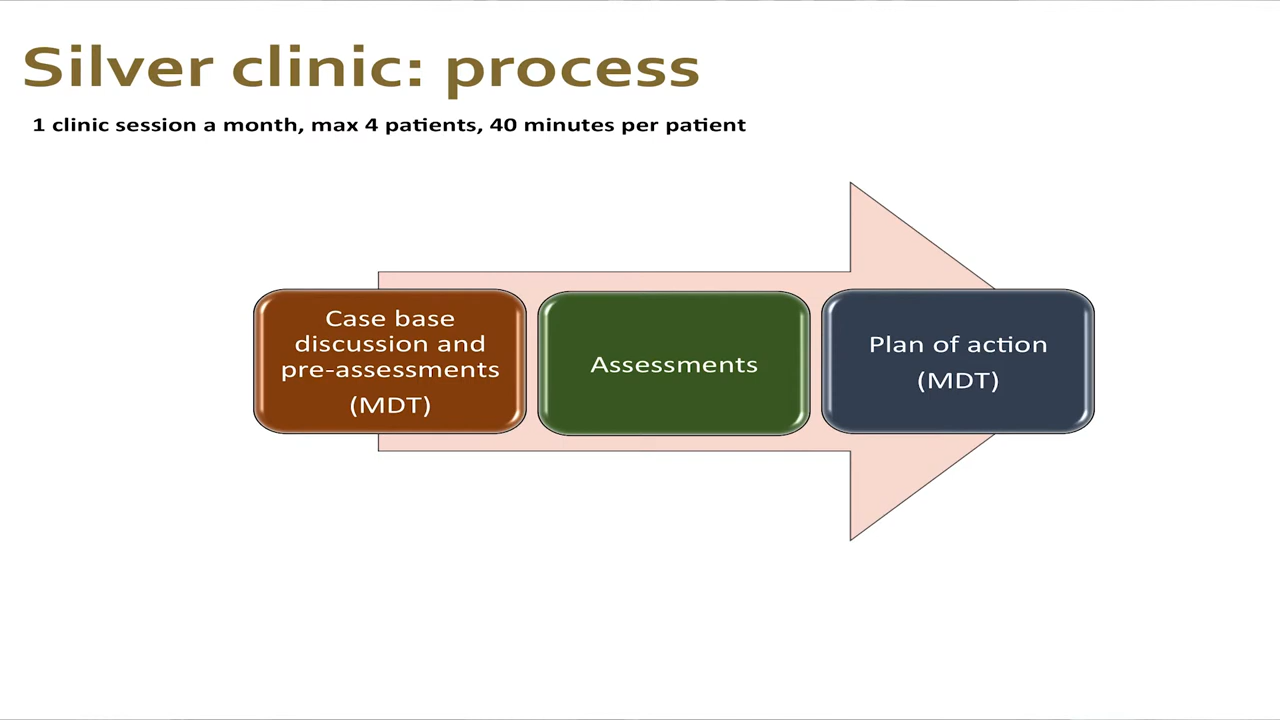 Silver clinic: process
1 clinic session a month, max 4 patients, 40 minutes per patient
Case base
discussion and
pre-assessments
(MDT)
Assessments
Plan of action
(MDT)